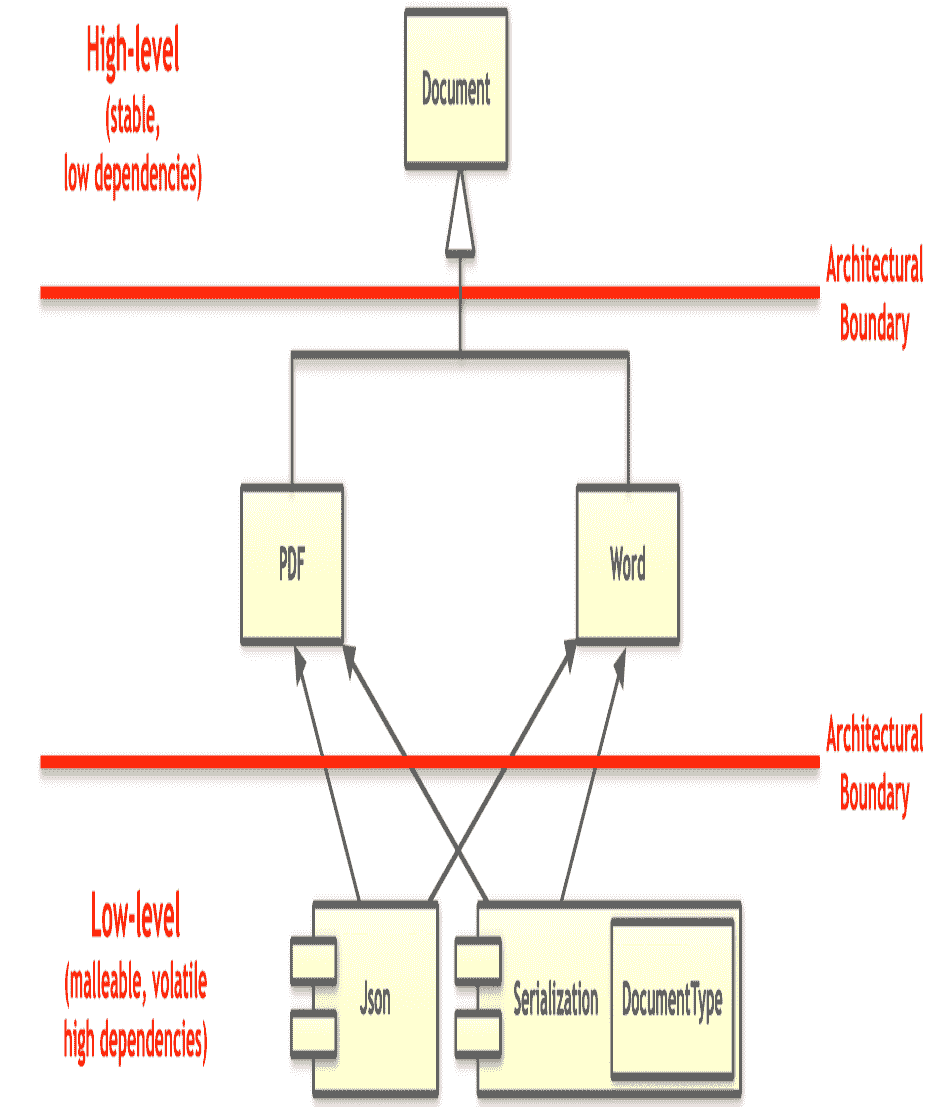 High-level
(stable,
low dependencies)
Document
Architectural
Boundary
PDF
Word
Architectural
Boundary
Low-level
(malleable, volatile
high dependencies)
Json
Serialization
DocumentType